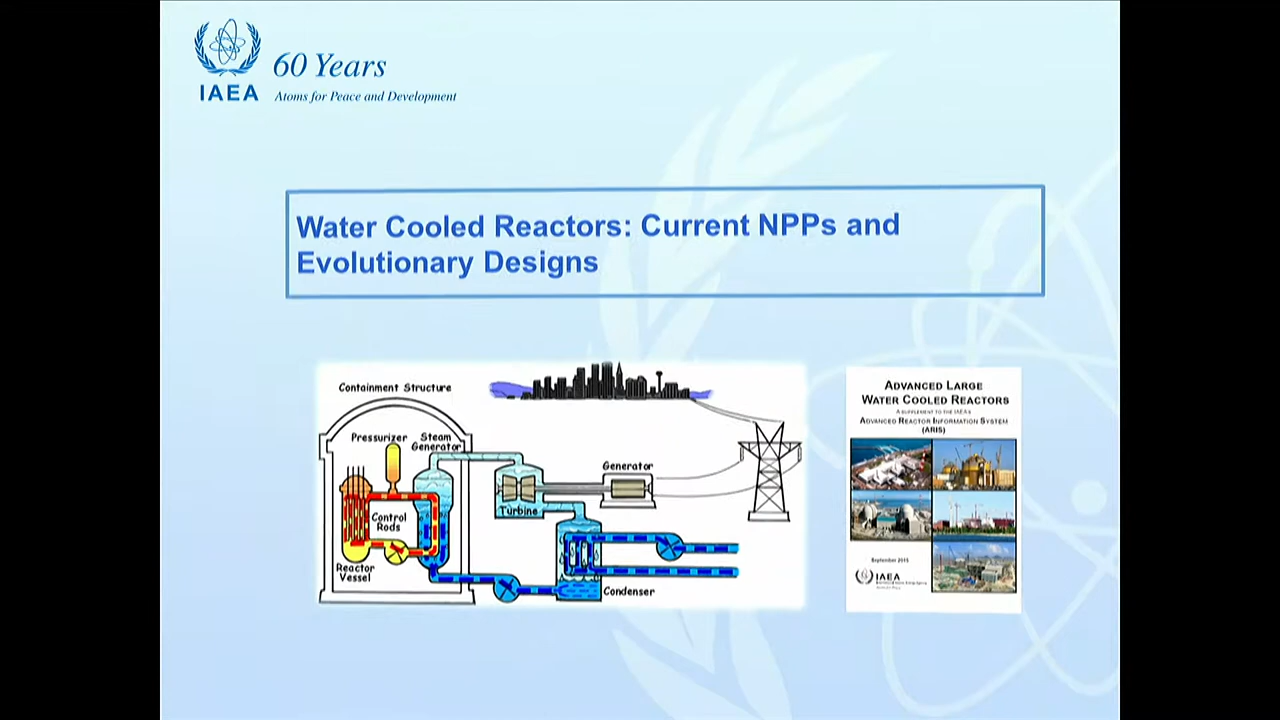 60 Years
IAEA
Atoms for Peace and Development
Water Cooled Reactors: Current NPPs and
Evolutionary Designs
Containment Structure
Pressurizer
Steam
Generator
Control
Rods
Reactor
Vessel
Turbine
Generator
Condenser
ADVANCED LARGE
WATER COOLED REACTORS
A SUPPLEMENT TO THE IAEA'S
ADVANCED REACTOR INFORMATION SYSTEM
(ARIS)
September 2015
IAEA